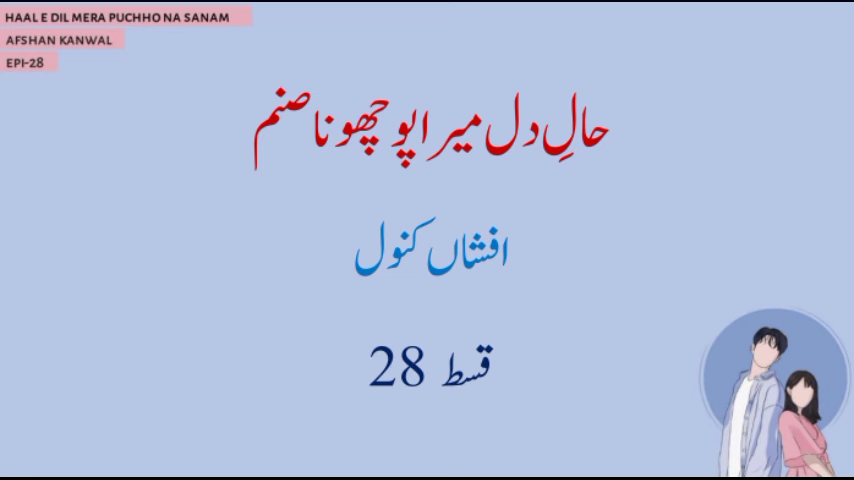 HAAL E DIL MERA PUCHHO NA SANAM
AFSHAN KANWAL
EPI-28
حالِ دل میرا پوچھو نا صنم
افشاں کنول
قسط 28